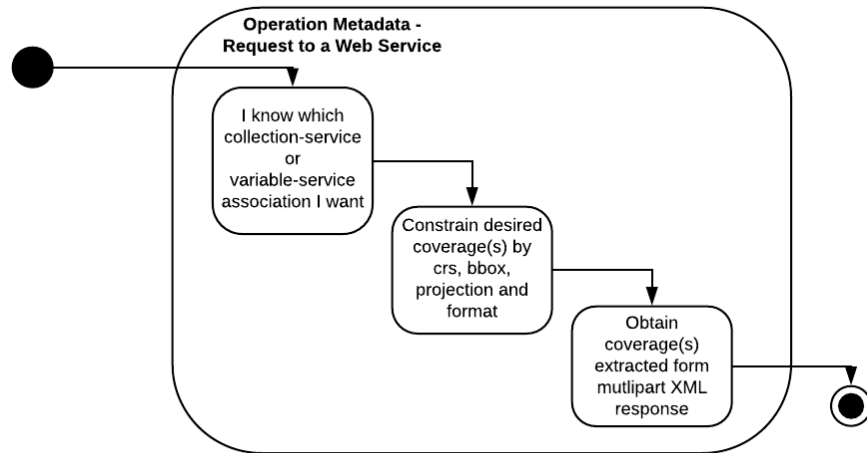 Operation Metadata -
Request to a Web Service
I know which
collection-service
or
variable-service
association I want
Constrain desired
coverage(s) by
crs, bbox,
projection and
format
Obtain
coverage(s)
extracted form
mutlipart XML
response